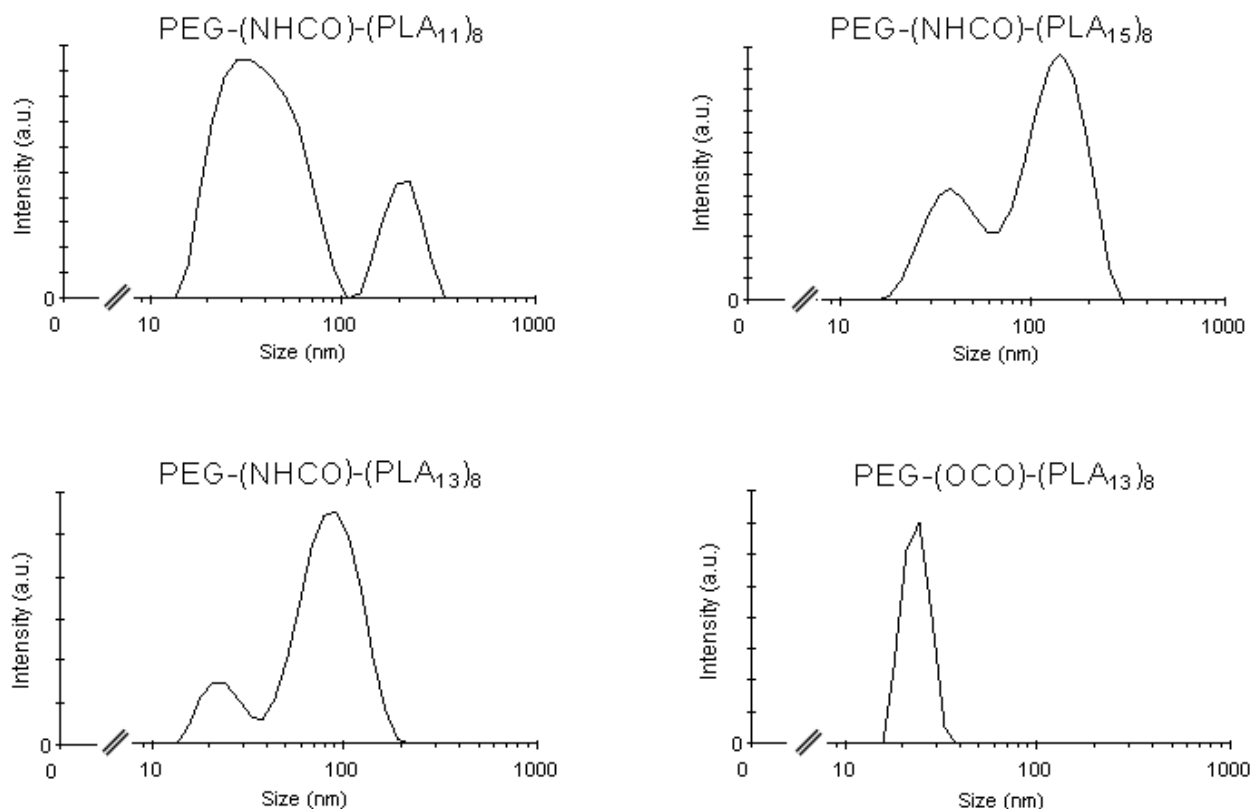 PEG-(NHCO)-(PLA₁₁)₈
Intensity (a.u.)
0
0 10 100 1000
Size (nm)
PEG-(NHCO)-(PLA₁₅)₈
Intensity (a.u.)
0
0 10 100 1000
Size (nm)
PEG-(NHCO)-(PLA₁₃)₈
Intensity (a.u.)
0
0 10 100 1000
Size (nm)
PEG-(OCO)-(PLA₁₃)₈
Intensity (a.u.)
0
0 10 100 1000
Size (nm)